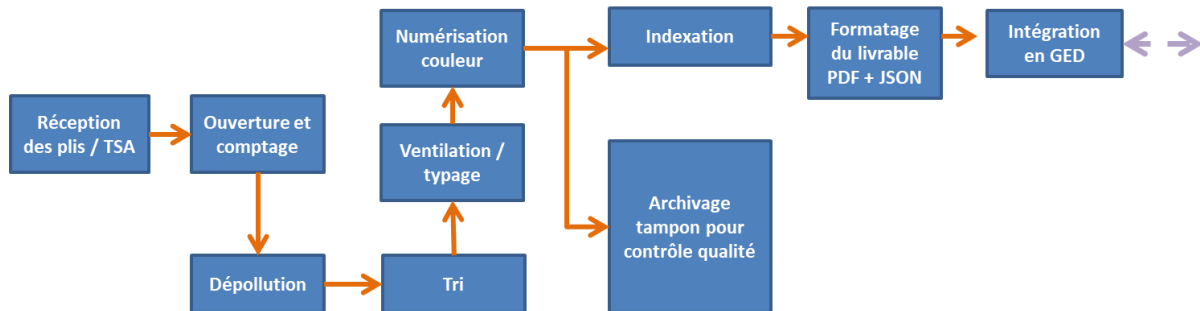 Réception
des plis / TSA
Ouverture et
comptage
Dépollution
Tri
Ventilation /
typage
Numérisation
couleur
Indexation
Formatage
du livrable
PDF + JSON
Intégration
en GED
Archivage
tampon pour
contrôle qualité